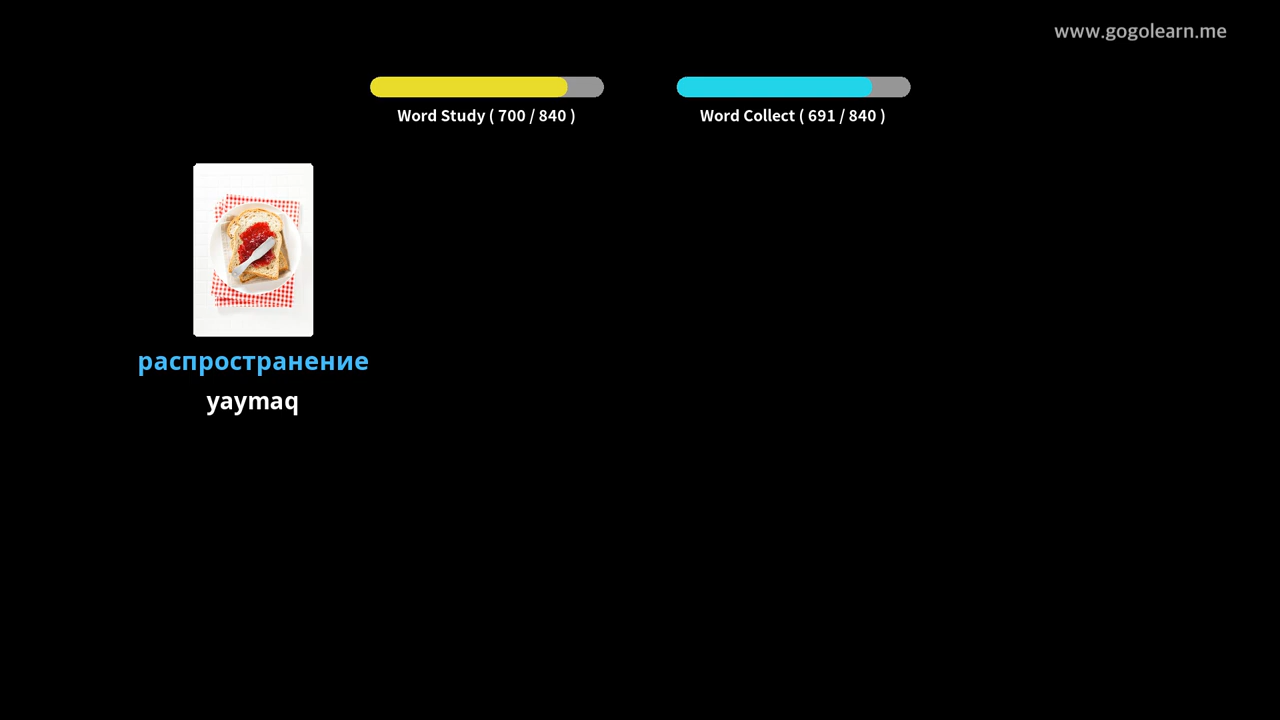 www.gogolearn.me
Word Study ( 700 / 840 )
Word Collect ( 691 / 840 )
распространение
yaymaq